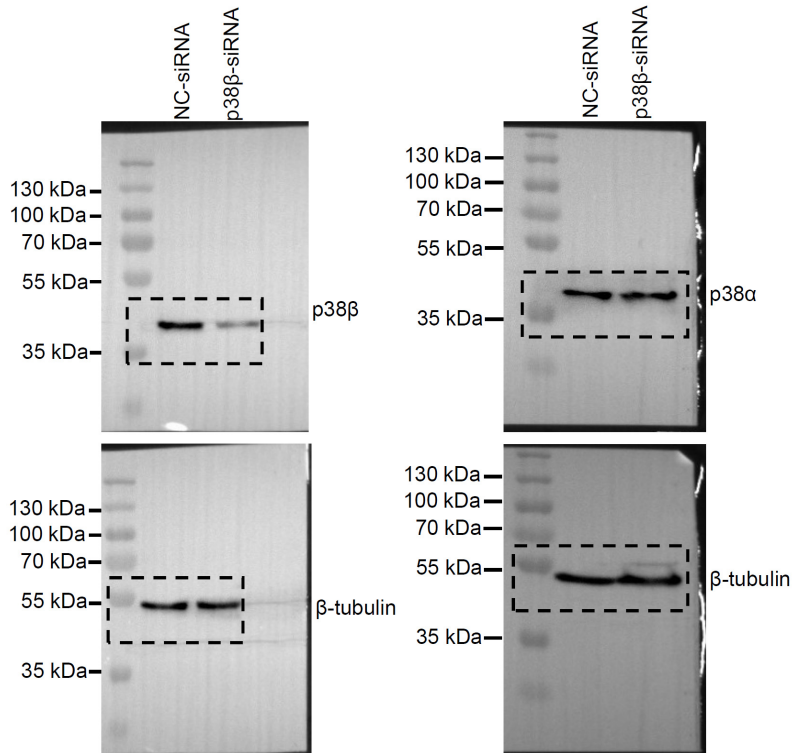 NC-siRNA
p38β-siRNA
130 kDa
100 kDa
70 kDa
55 kDa
35 kDa
p38β
NC-siRNA
p38β-siRNA
130 kDa
100 kDa
70 kDa
55 kDa
35 kDa
p38α
130 kDa
100 kDa
70 kDa
55 kDa
35 kDa
β-tubulin
130 kDa
100 kDa
70 kDa
55 kDa
35 kDa
β-tubulin